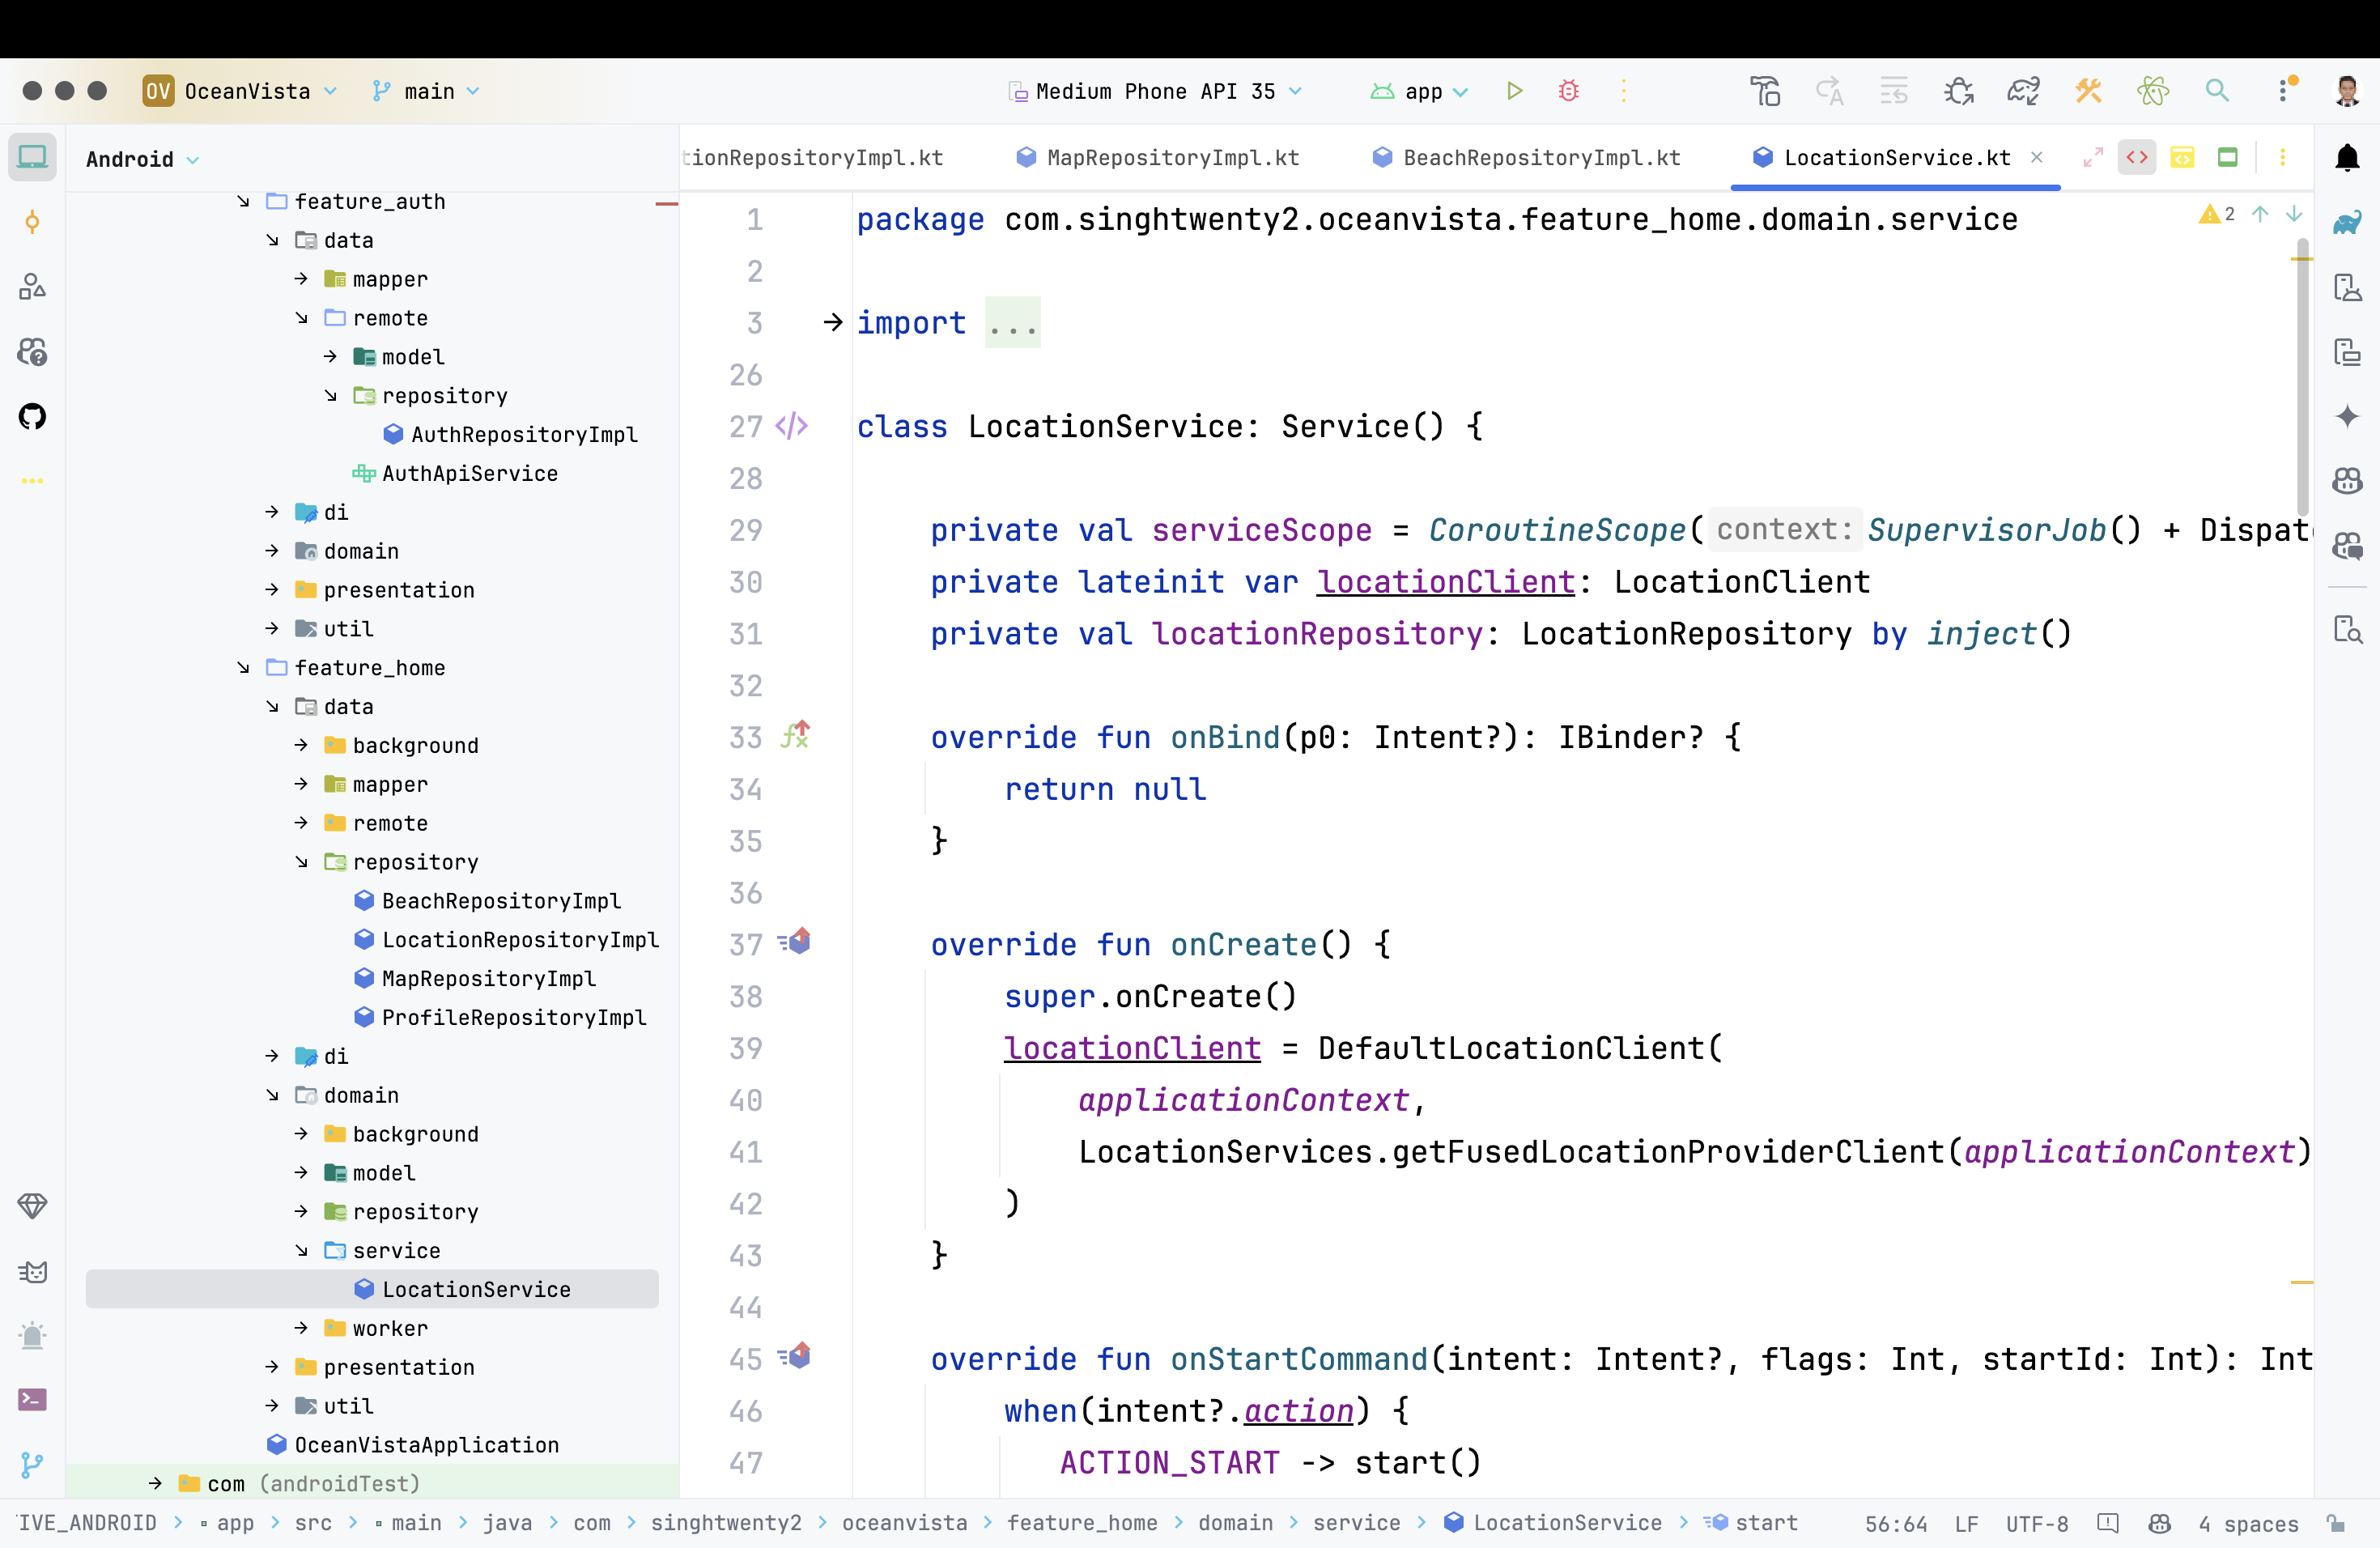 OV OceanVista main Medium Phone API 35 app
Android
tionRepositoryImpl.kt MapRepositoryImpl.kt BeachRepositoryImpl.kt LocationService.kt
feature_auth
data
mapper
remote
model
repository
AuthRepositoryImpl
AuthApiService
di
domain
presentation
util
feature_home
data
background
mapper
remote
repository
BeachRepositoryImpl
LocationRepositoryImpl
MapRepositoryImpl
ProfileRepositoryImpl
di
domain
background
model
repository
service
LocationService
worker
presentation
util
OceanVistaApplication
com (androidTest)
1 package com.singhtwenty2.oceanvista.feature_home.domain.service
2
2
3 import ...
26
27 class LocationService: Service() {
28
29 private val serviceScope = CoroutineScope( context: SupervisorJob() + Dispat
30 private lateinit var locationClient: LocationClient
31 private val locationRepository: LocationRepository by inject()
32
33 override fun onBind(p0: Intent?): IBinder? {
34 return null
35 }
36
37 override fun onCreate() {
38 super.onCreate()
39 locationClient = DefaultLocationClient(
40 applicationContext,
41 LocationServices.getFusedLocationProviderClient(applicationContext)
42 )
43 }
44
45 override fun onStartCommand(intent: Intent?, flags: Int, startId: Int): Int
46 when(intent?.action) {
47 ACTION_START -> start()
IVE_ANDROID > app > src > main > java > com > singhtwenty2 > oceanvista > feature_home > domain > service > LocationService > start 56:64 LF UTF-8 4 spaces